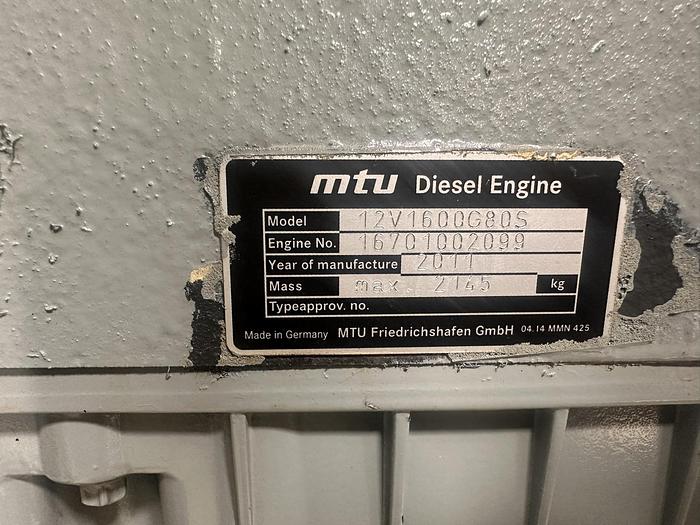 mtu Diesel Engine
Model 12V1600G80S
Engine No. 16701002099
Year of manufacture 2011
Mass max. 2145 kg
Typeapprov. no.
Made in Germany MTU Friedrichshafen GmbH 04.14 MMN 425